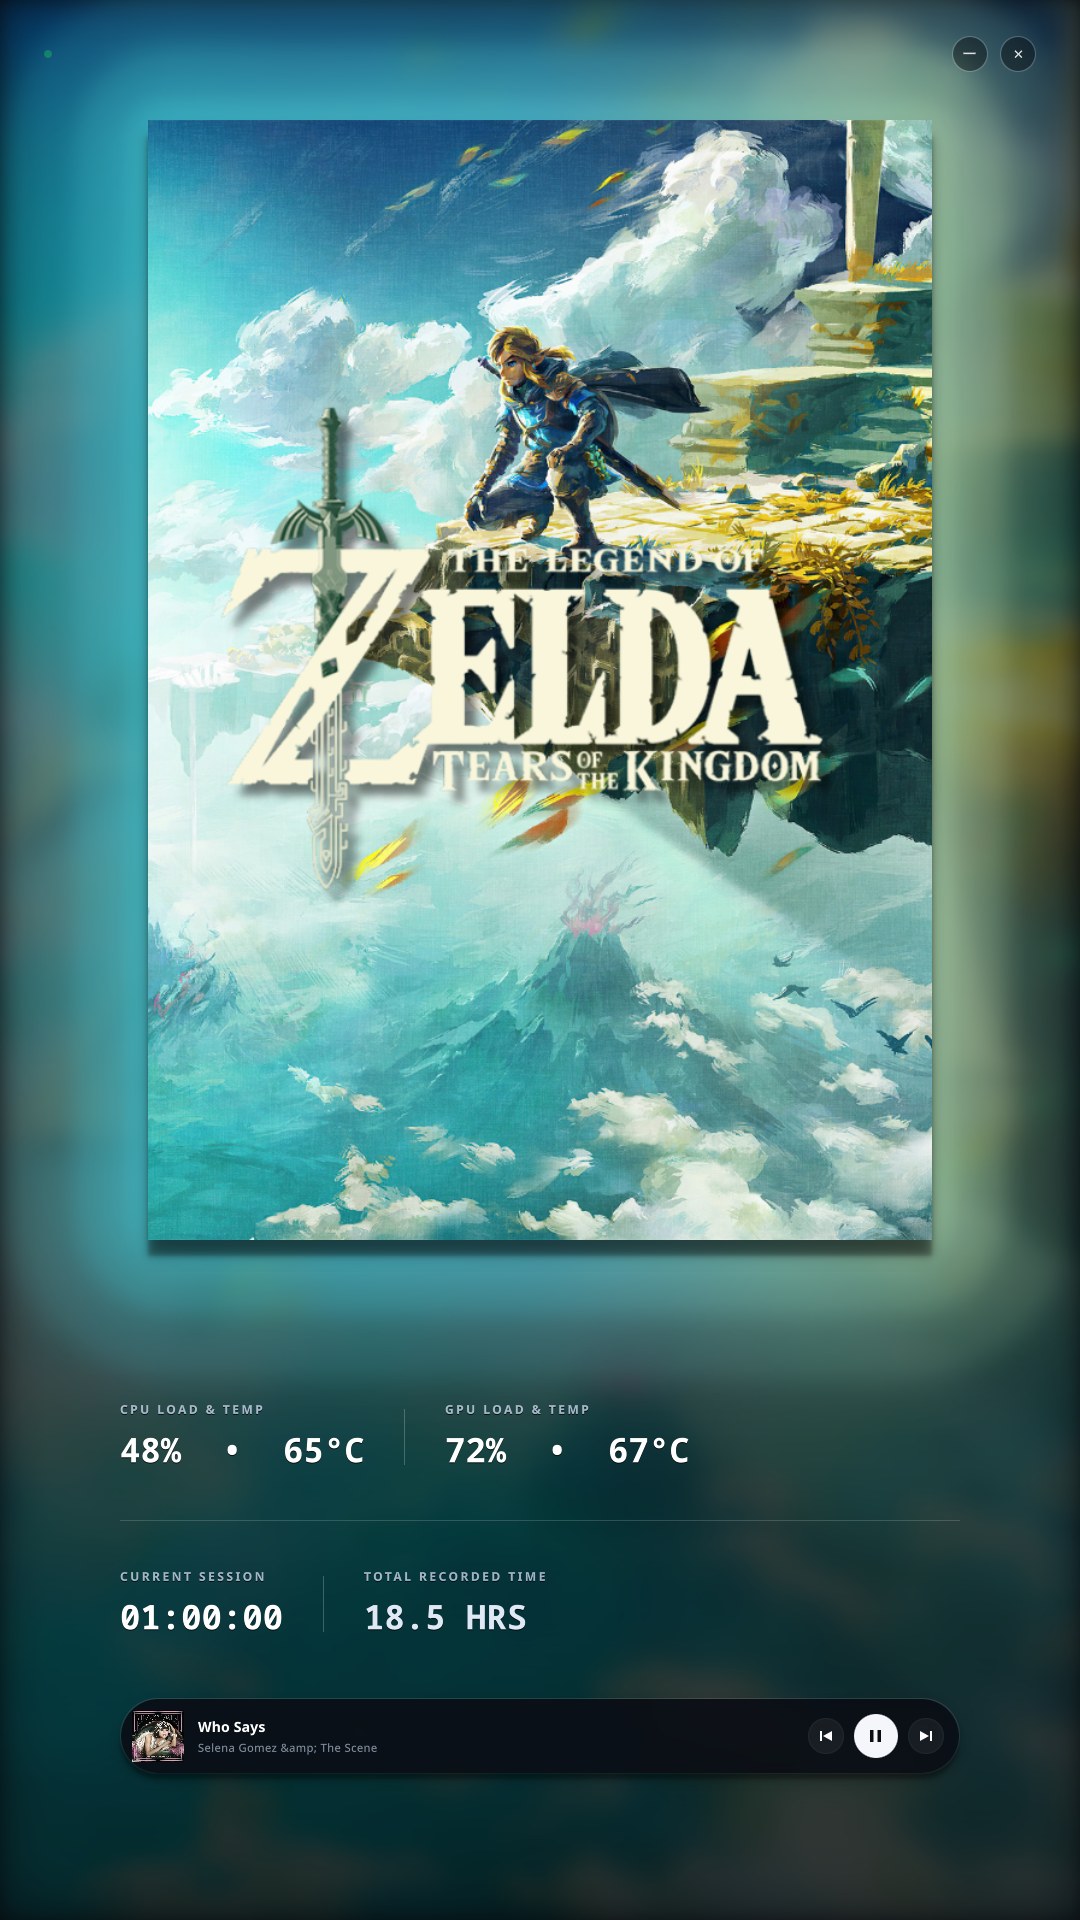 THE LEGEND OF
ZELDA
TEARS OF THE KINGDOM
CPU LOAD & TEMP
48% • 65°C
GPU LOAD & TEMP
72% • 67°C
CURRENT SESSION
01:00:00
TOTAL RECORDED TIME
18.5 HRS
Who Says
Selena Gomez &amp; The Scene